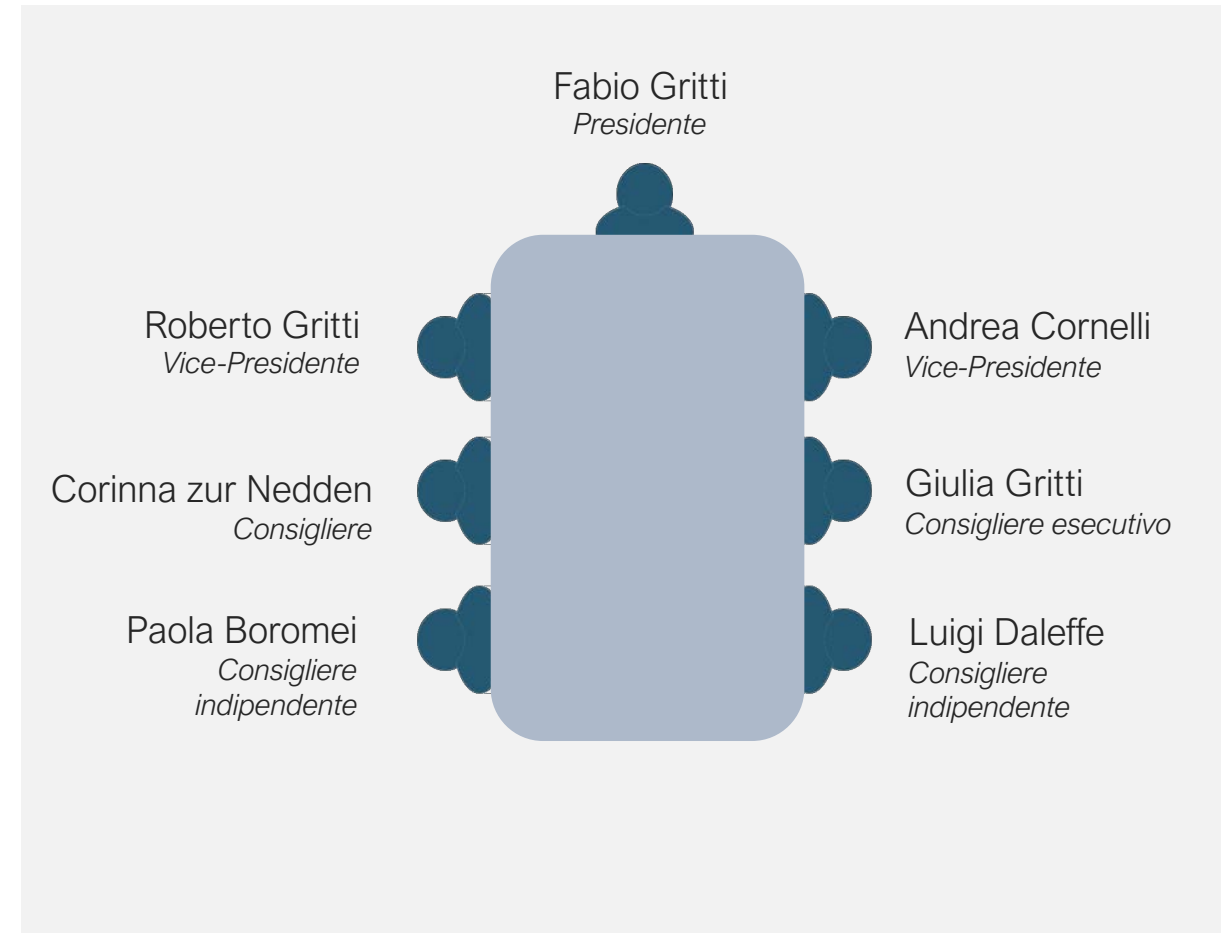 Fabio Gritti
Presidente
Roberto Gritti
Vice-Presidente
Andrea Cornelli
Vice-Presidente
Corinna zur Nedden
Consigliere
Giulia Gritti
Consigliere esecutivo
Paola Boromei
Consigliere
indipendente
Luigi Daleffe
Consigliere
indipendente